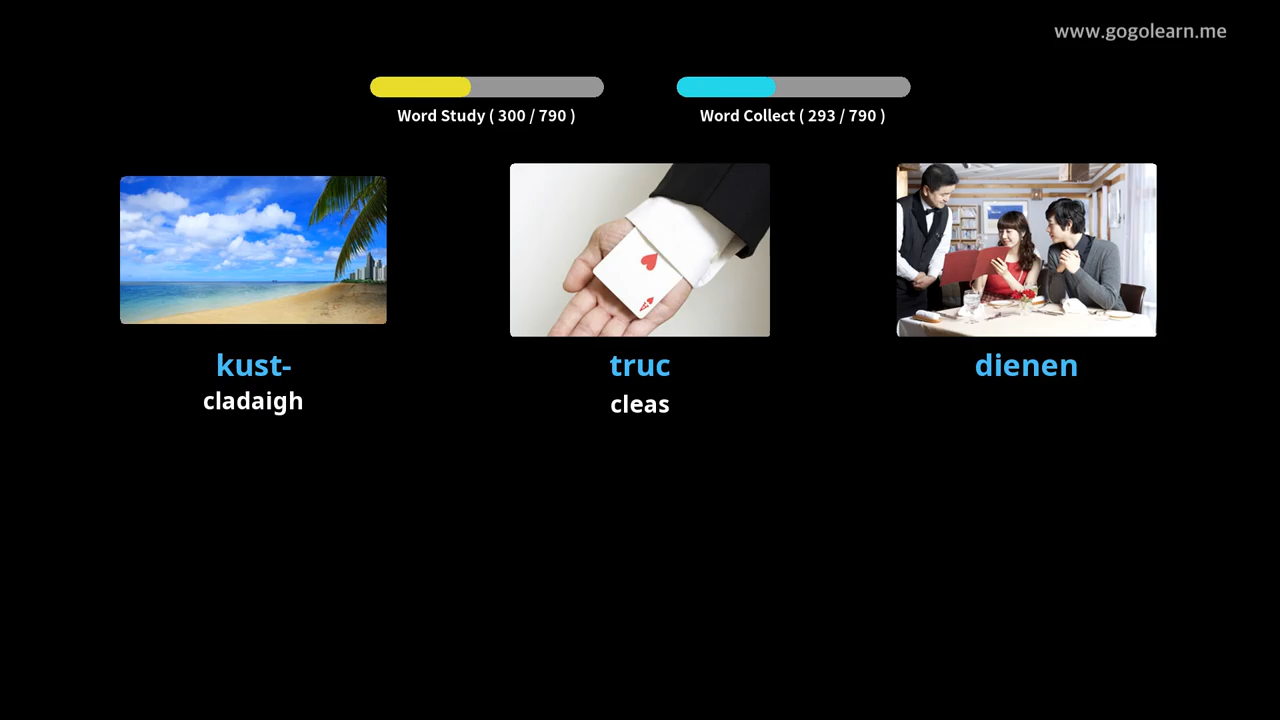 www.gogolearn.me
Word Study ( 300 / 790 )
Word Collect ( 293 / 790 )
kust-
cladaigh
truc
cleas
dienen